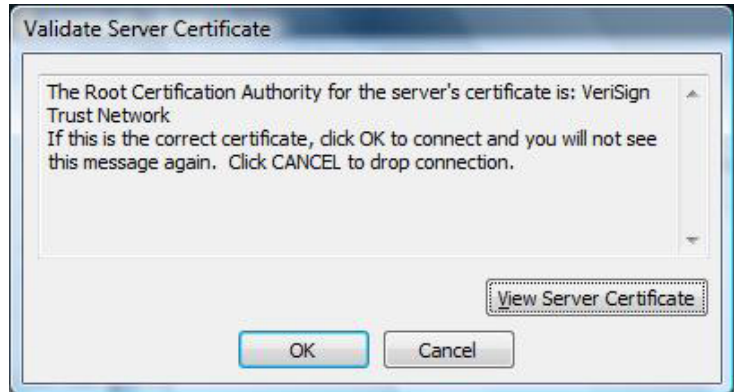 Validate Server Certificate
The Root Certification Authority for the server's certificate is: VeriSign
Trust Network
If this is the correct certificate, click OK to connect and you will not see
this message again.  Click CANCEL to drop connection.
View Server Certificate
OK
Cancel